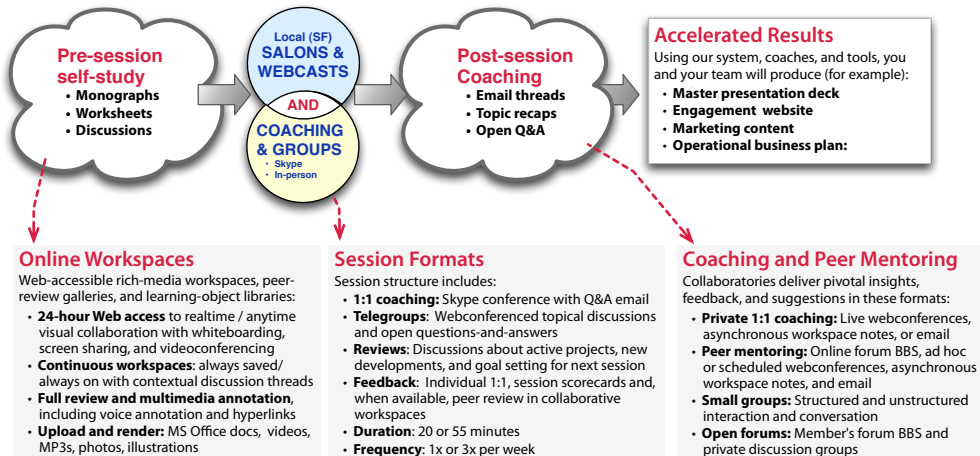 Pre-session
self-study
• Monographs
• Worksheets
• Discussions
Local (SF)
SALONS &
WEBCASTS
AND
COACHING
& GROUPS
• Skype
• In-person
Post-session
Coaching
• Email threads
• Topic recaps
• Open Q&A
Accelerated Results
Using our system, coaches, and tools, you
and your team will produce (for example):
• Master presentation deck
• Engagement website
• Marketing content
• Operational business plan:
Online Workspaces
Web-accessible rich-media workspaces, peer-
review galleries, and learning-object libraries:
• 24-hour Web access to realtime / anytime
visual collaboration with whiteboarding,
screen sharing, and videoconferencing
• Continuous workspaces: always saved/
always on with contextual discussion threads
• Full review and multimedia annotation,
including voice annotation and hyperlinks
• Upload and render: MS Office docs, videos,
MP3s, photos, illustrations
Session Formats
Session structure includes:
• 1:1 coaching: Skype conference with Q&A email
• Telegroups: Webconferenced topical discussions
and open questions-and-answers
• Reviews: Discussions about active projects, new
developments, and goal setting for next session
• Feedback: Individual 1:1, session scorecards and,
when available, peer review in collaborative
workspaces
• Duration: 20 or 55 minutes
• Frequency: 1x or 3x per week
Coaching and Peer Mentoring
Collaboratories deliver pivotal insights,
feedback, and suggestions in these formats:
• Private 1:1 coaching: Live webconferences,
asynchronous workspace notes, or email
• Peer mentoring: Online forum BBS, ad hoc
or scheduled webconferences, asynchronous
workspace notes, and email
• Small groups: Structured and unstructured
interaction and conversation
• Open forums: Member's forum BBS and
private discussion groups